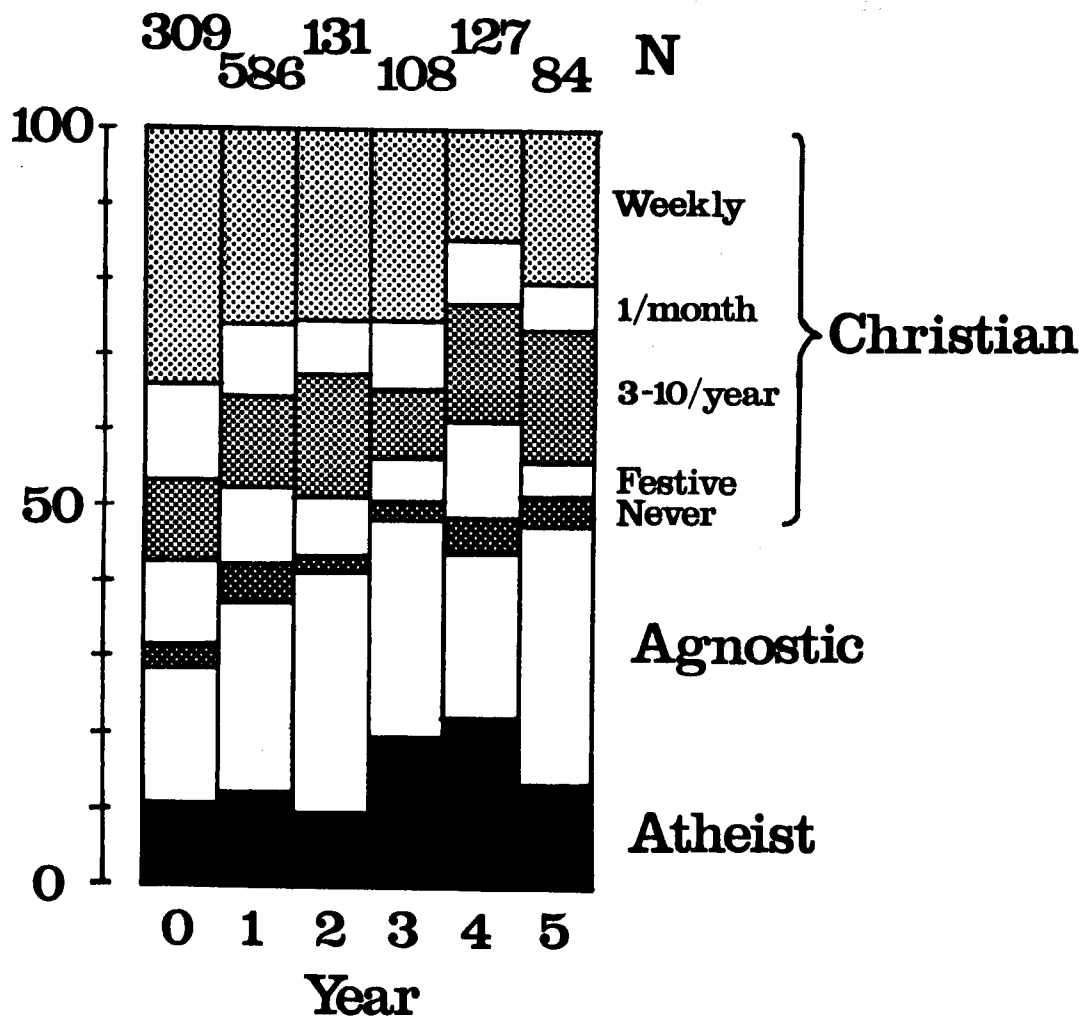 309 131 127 N
586 108 84
100
Weekly
1/month
Christian
3-10/year
Festive
50
Never
Agnostic
Atheist
0
0 1 2 3 4 5
Year